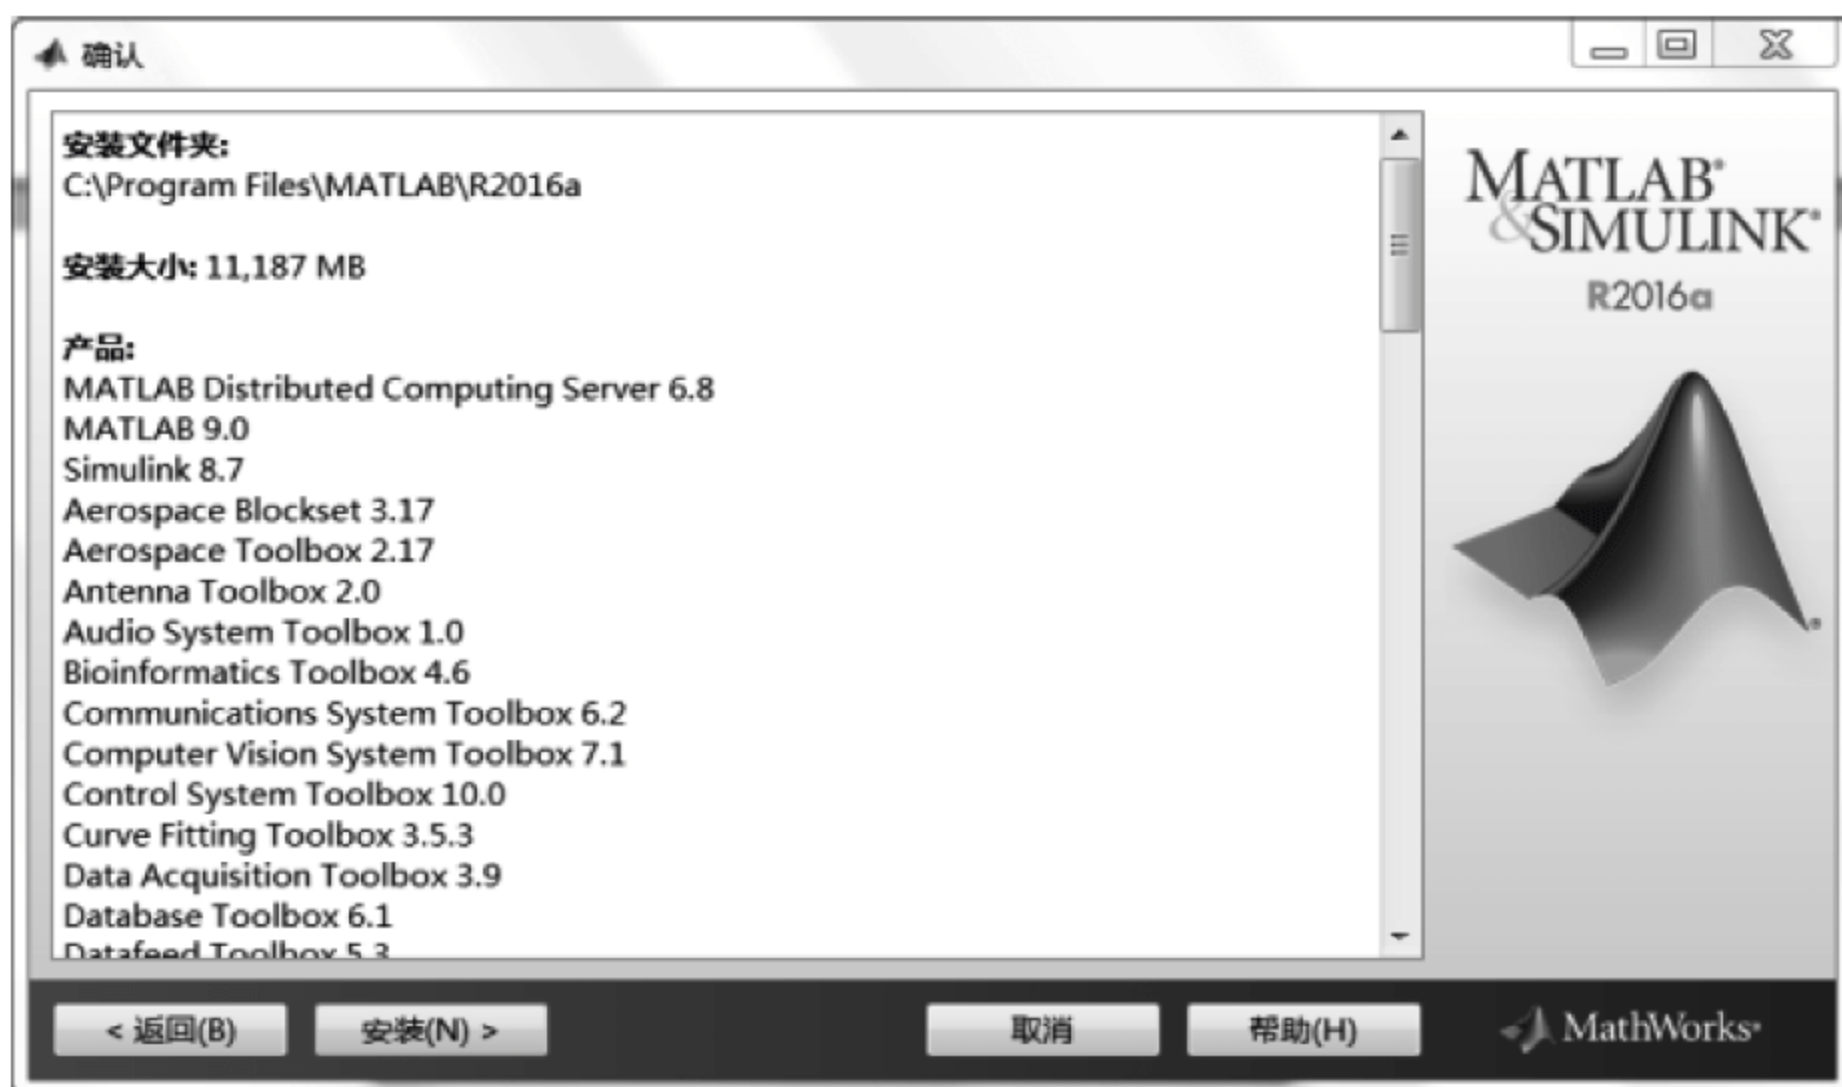 确认
安装文件夹:
C:\Program Files\MATLAB\R2016a
安装大小: 11,187 MB
产品:
MATLAB Distributed Computing Server 6.8
MATLAB 9.0
Simulink 8.7
Aerospace Blockset 3.17
Aerospace Toolbox 2.17
Antenna Toolbox 2.0
Audio System Toolbox 1.0
Bioinformatics Toolbox 4.6
Communications System Toolbox 6.2
Computer Vision System Toolbox 7.1
Control System Toolbox 10.0
Curve Fitting Toolbox 3.5.3
Data Acquisition Toolbox 3.9
Database Toolbox 6.1
Datafeed Toolbox 5.3
MATLAB®
&SIMULINK®
R2016a
< 返回(B)
安装(N) >
取消
帮助(H)
MathWorks®